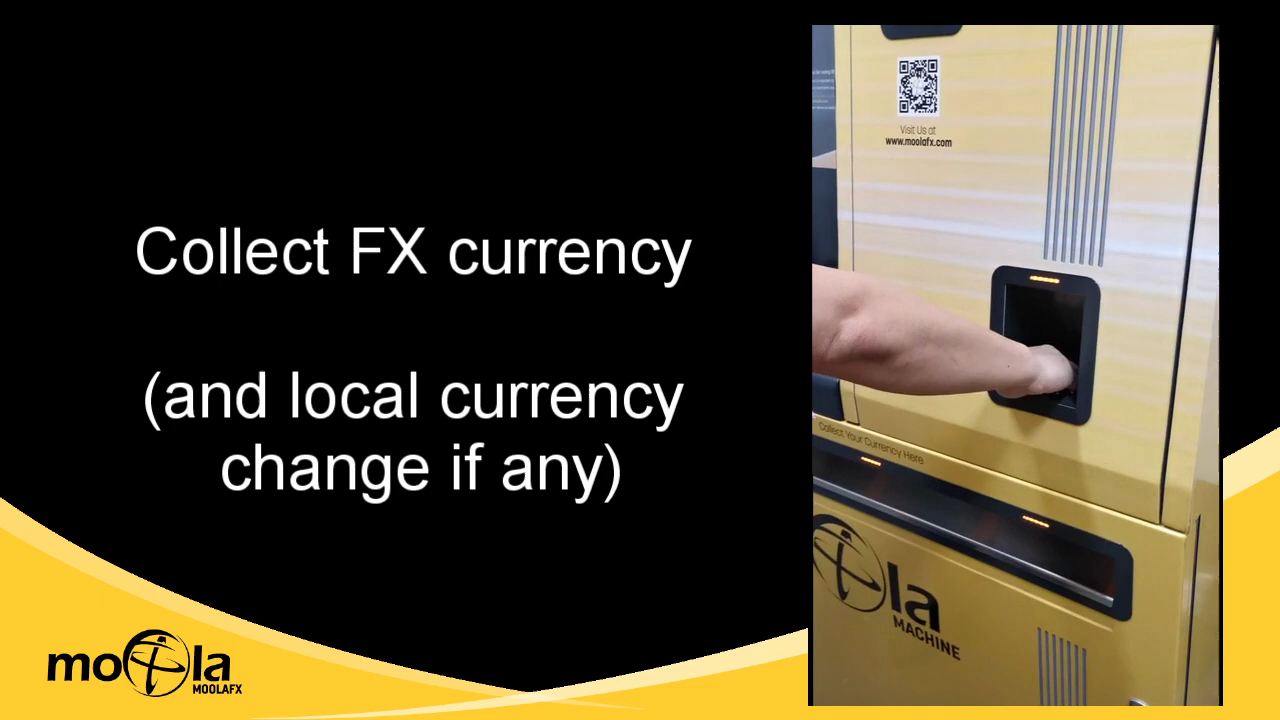 Collect FX currency
(and local currency
change if any)
Visit Us at
www.moolafx.com
Collect Your Currency Here
la
MACHINE
moola
MOOLAFX